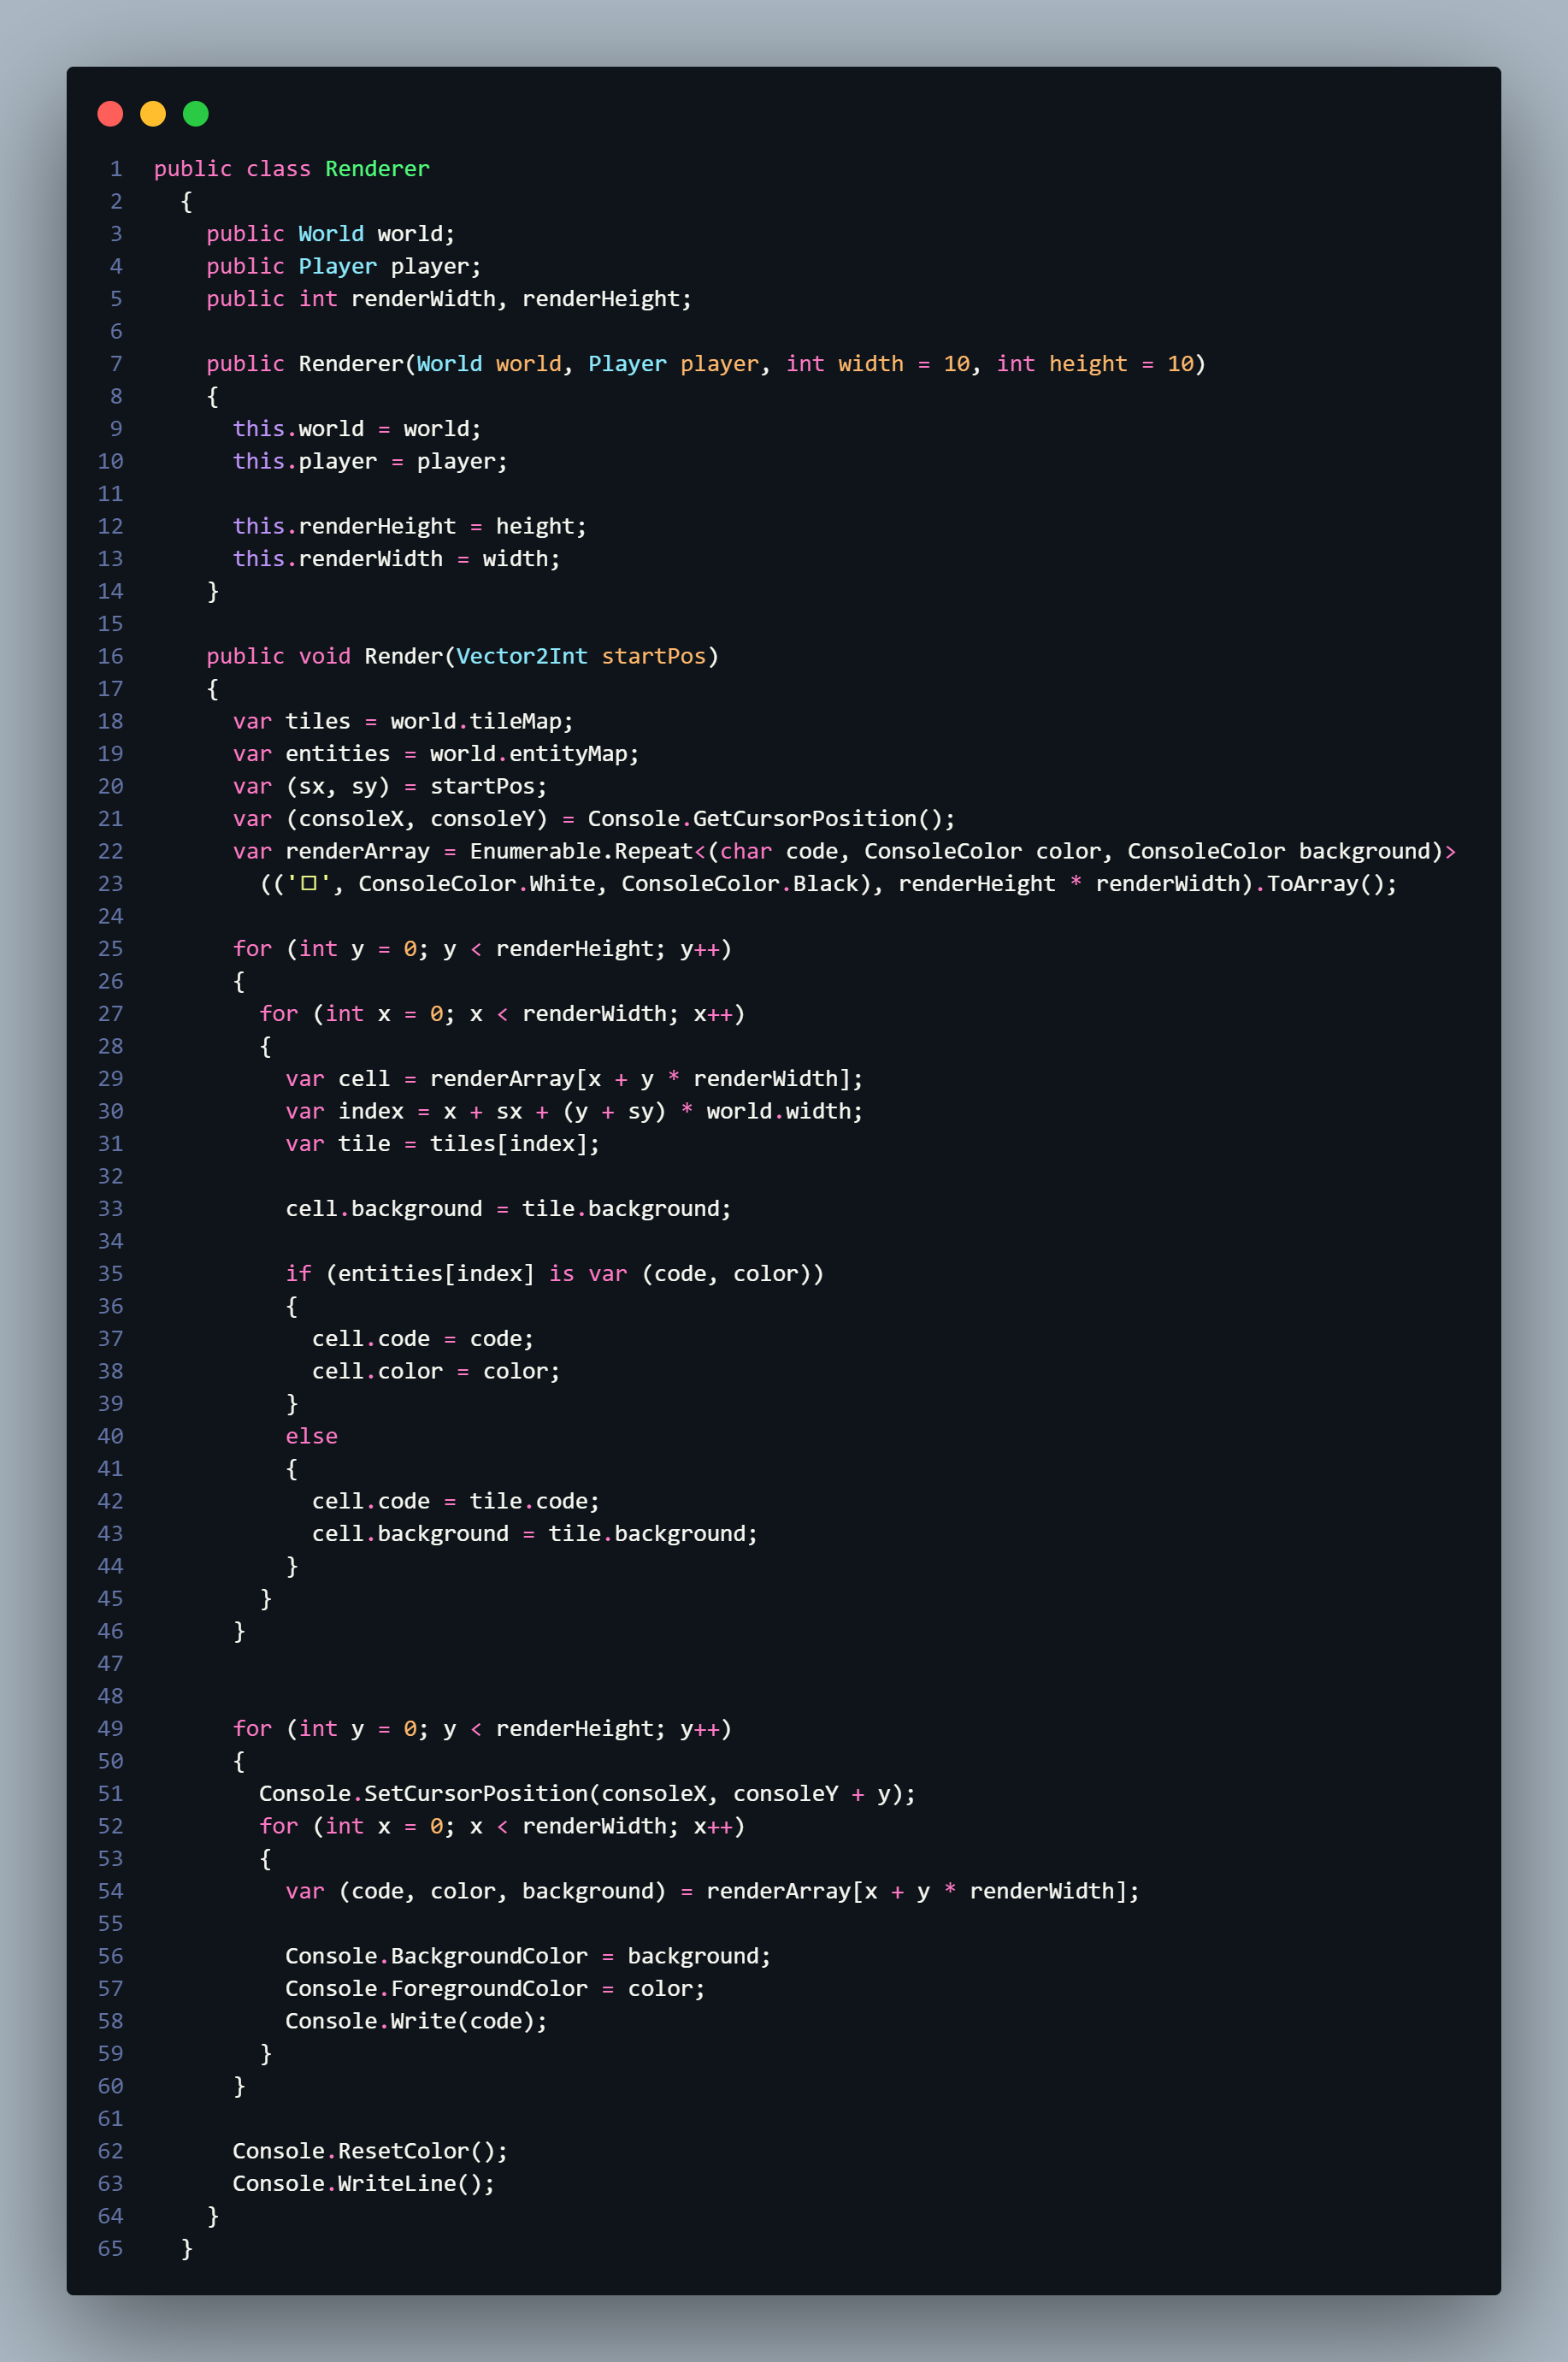 1 public class Renderer
2 {
3 public World world;
4 public Player player;
5 public int renderWidth, renderHeight;
6
7 public Renderer(World world, Player player, int width = 10, int height = 10)
8 {
9 this.world = world;
10 this.player = player;
11
12 this.renderHeight = height;
13 this.renderWidth = width;
14 }
15
16 public void Render(Vector2Int startPos)
17 {
18 var tiles = world.tileMap;
19 var entities = world.entityMap;
20 var (sx, sy) = startPos;
21 var (consoleX, consoleY) = Console.GetCursorPosition();
22 var renderArray = Enumerable.Repeat<(char code, ConsoleColor color, ConsoleColor background)>
23 (('□', ConsoleColor.White, ConsoleColor.Black), renderHeight * renderWidth).ToArray();
24
25 for (int y = 0; y < renderHeight; y++)
26 {
27 for (int x = 0; x < renderWidth; x++)
28 {
29 var cell = renderArray[x + y * renderWidth];
30 var index = x + sx + (y + sy) * world.width;
31 var tile = tiles[index];
32
33 cell.background = tile.background;
34
35 if (entities[index] is var (code, color))
36 {
37 cell.code = code;
38 cell.color = color;
39 }
40 else
41 {
42 cell.code = tile.code;
43 cell.background = tile.background;
44 }
45 }
46 }
47
48
49 for (int y = 0; y < renderHeight; y++)
50 {
51 Console.SetCursorPosition(consoleX, consoleY + y);
52 for (int x = 0; x < renderWidth; x++)
53 {
54 var (code, color, background) = renderArray[x + y * renderWidth];
55
56 Console.BackgroundColor = background;
57 Console.ForegroundColor = color;
58 Console.Write(code);
59 }
60 }
61
62 Console.ResetColor();
63 Console.WriteLine();
64 }
65 }